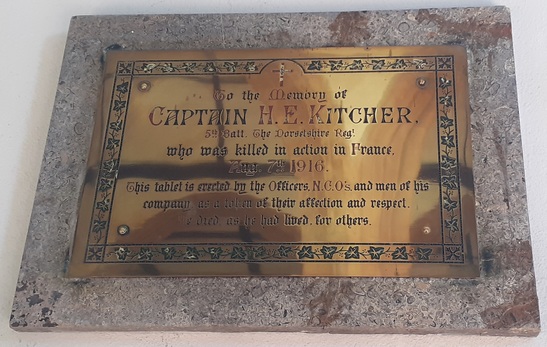 To the Memory of
CAPTAIN H. E. KITCHER.
5th Batt. The Dorsetshire Regt
who was killed in action in France,
Aug. 7th 1916.
This tablet is erected by the Officers, N.C.O's. and men of his
company, as a token of their affection and respect.
He died, as he had lived, for others.